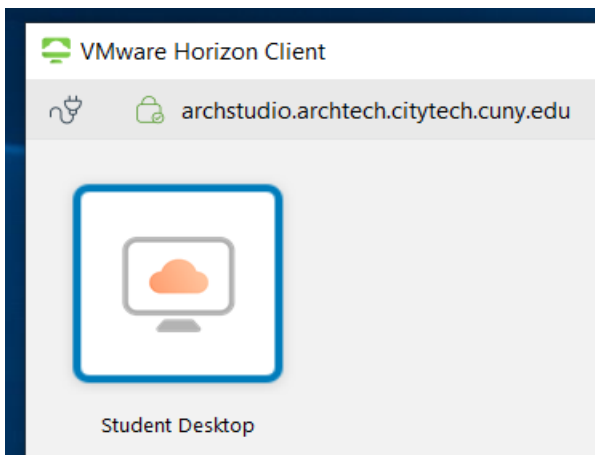 VMware Horizon Client
archstudio.archtech.citytech.cuny.edu
Student Desktop